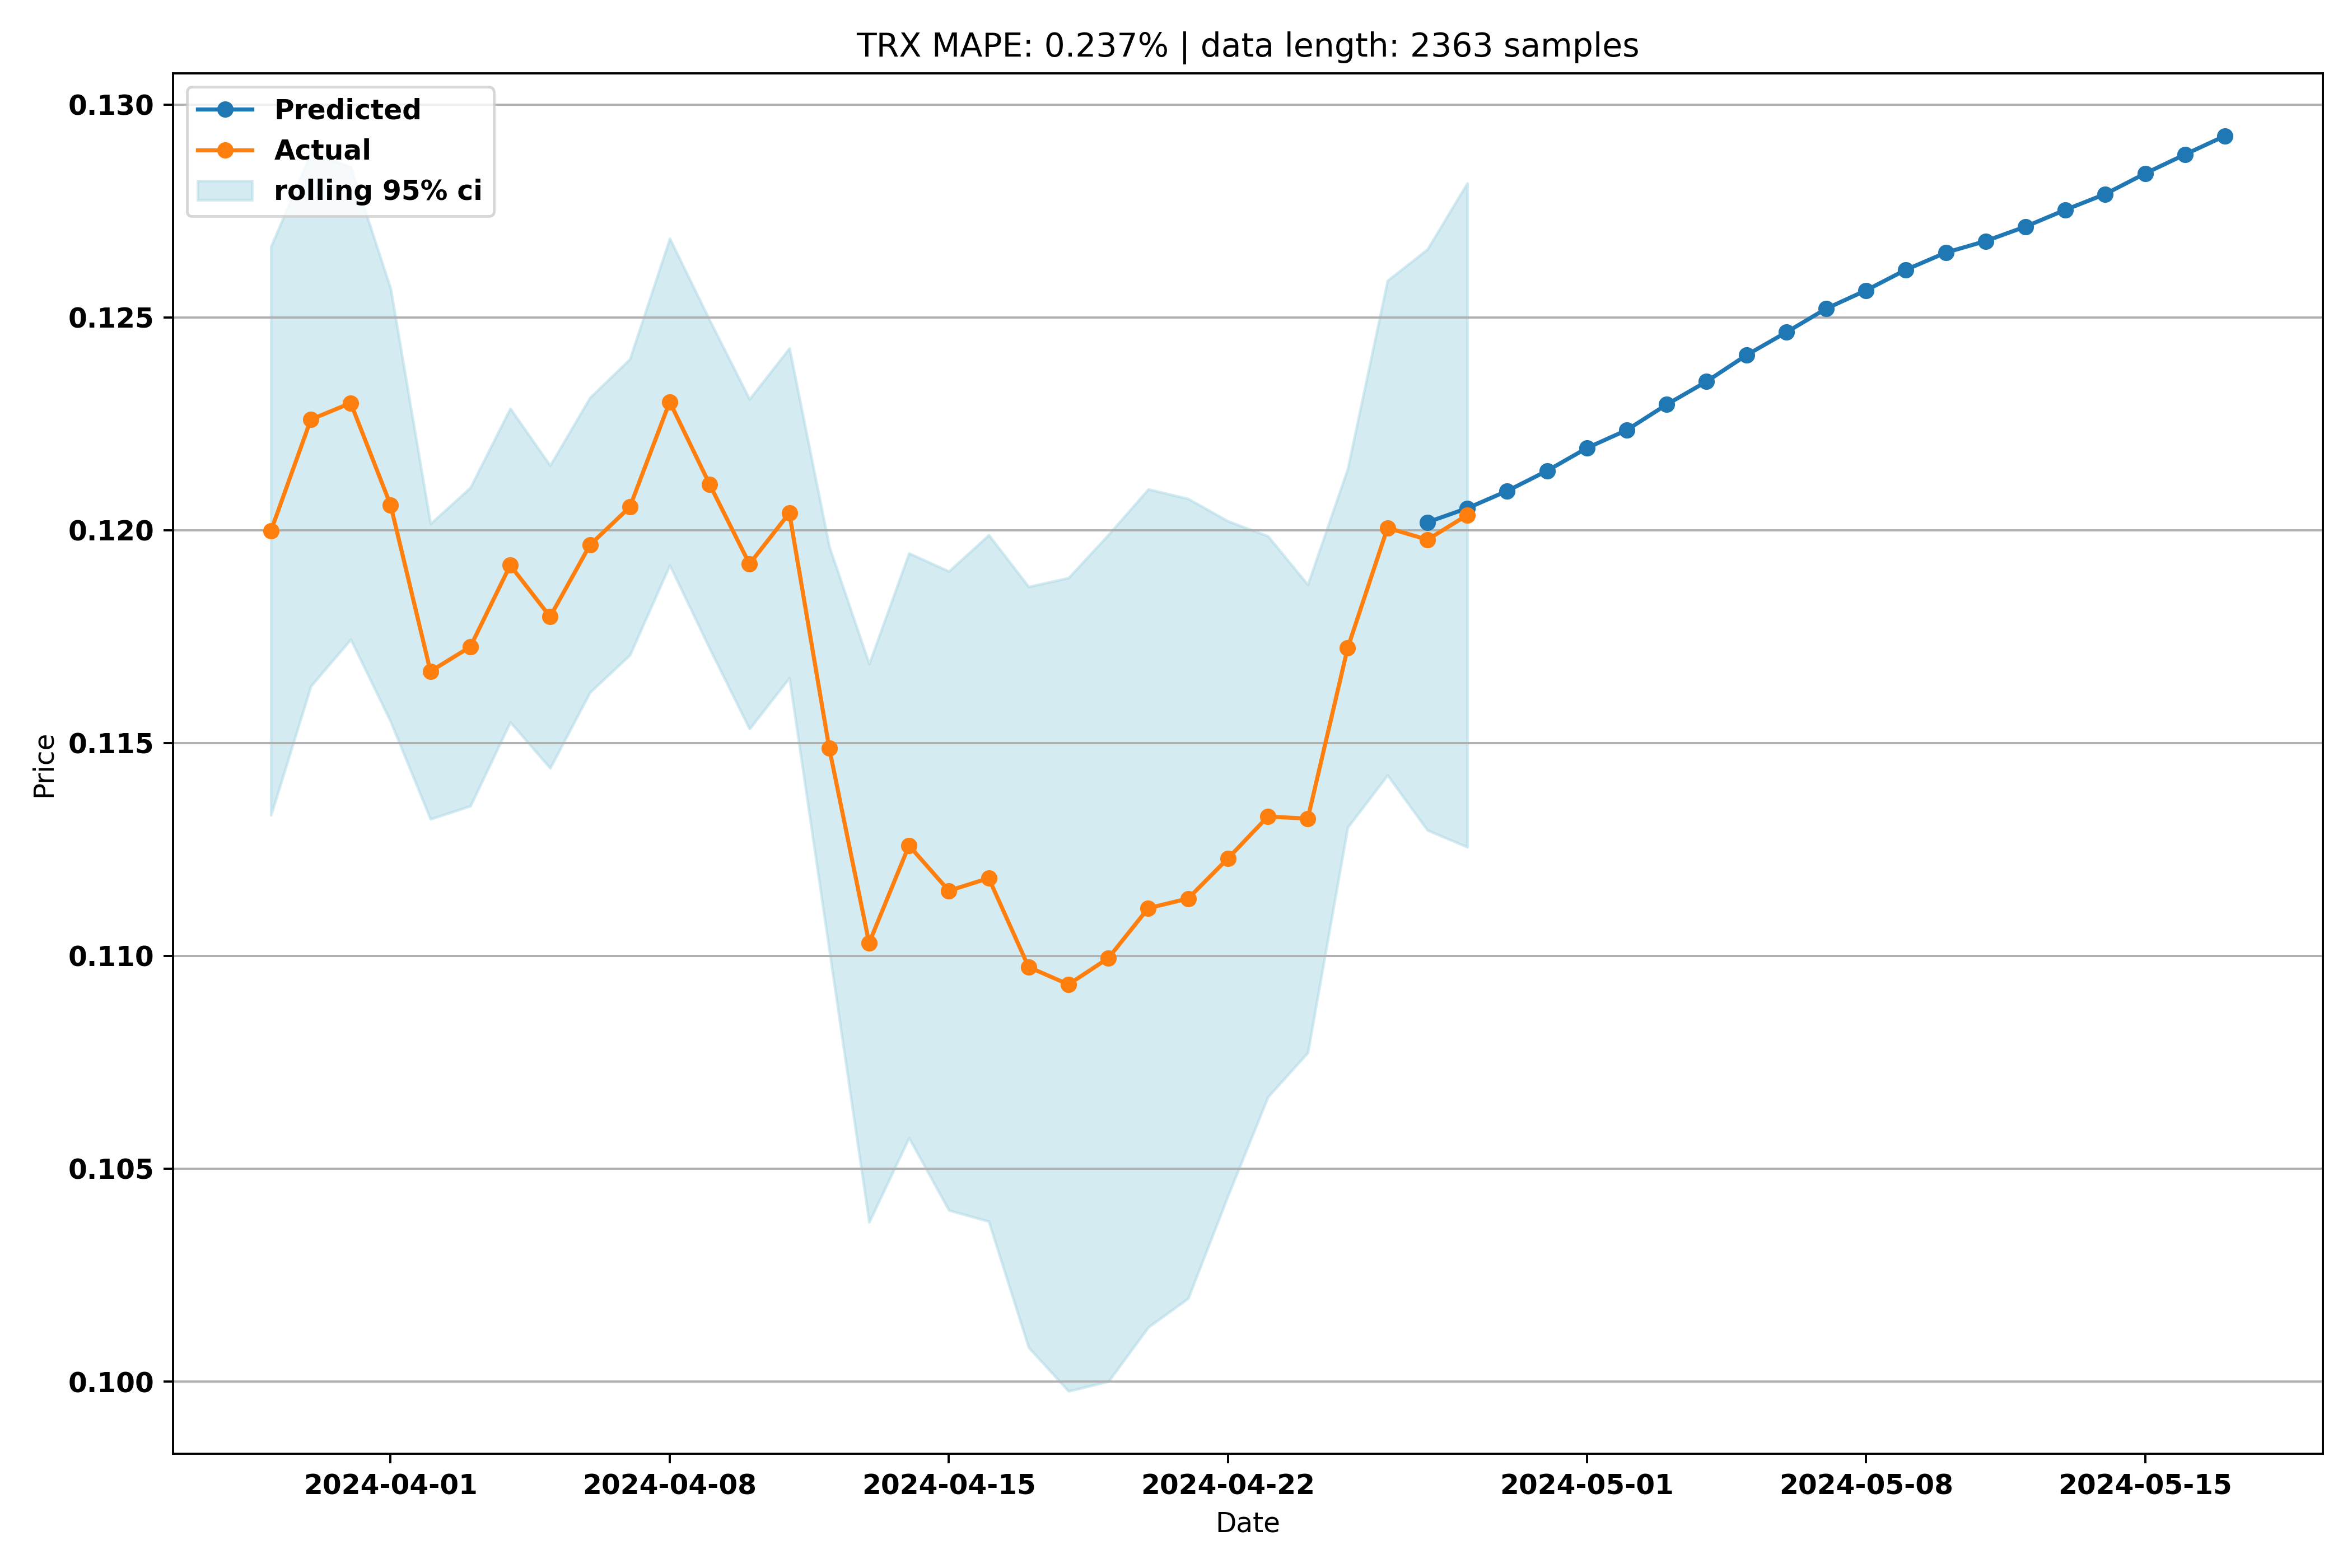 TRX MAPE: 0.237% | data length: 2363 samples
Predicted
Actual
rolling 95% ci
Price
0.130
0.125
0.120
0.115
0.110
0.105
0.100
2024-04-01
2024-04-08
2024-04-15
2024-04-22
2024-05-01
2024-05-08
2024-05-15
Date